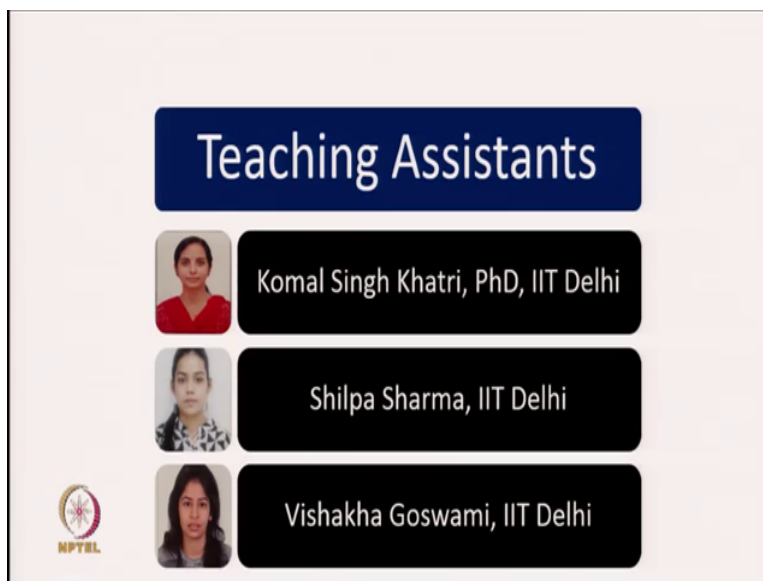 Teaching Assistants
Komal Singh Khatri, PhD, IIT Delhi
Shilpa Sharma, IIT Delhi
Vishakha Goswami, IIT Delhi
NPTEL